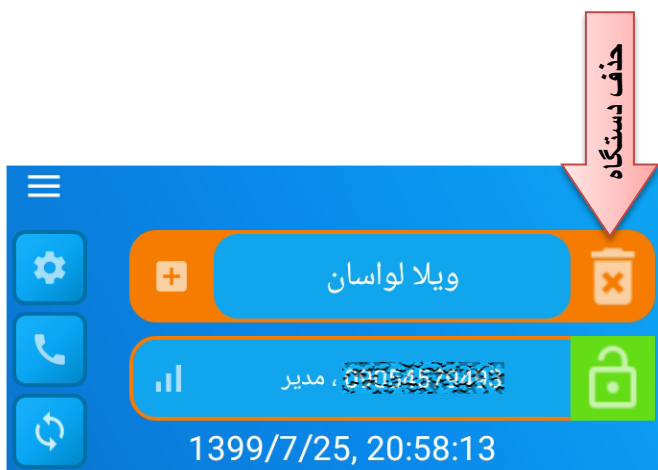 حذف دستگاه
ویلا لواسان
، مدیر
1399/7/25, 20:58:13